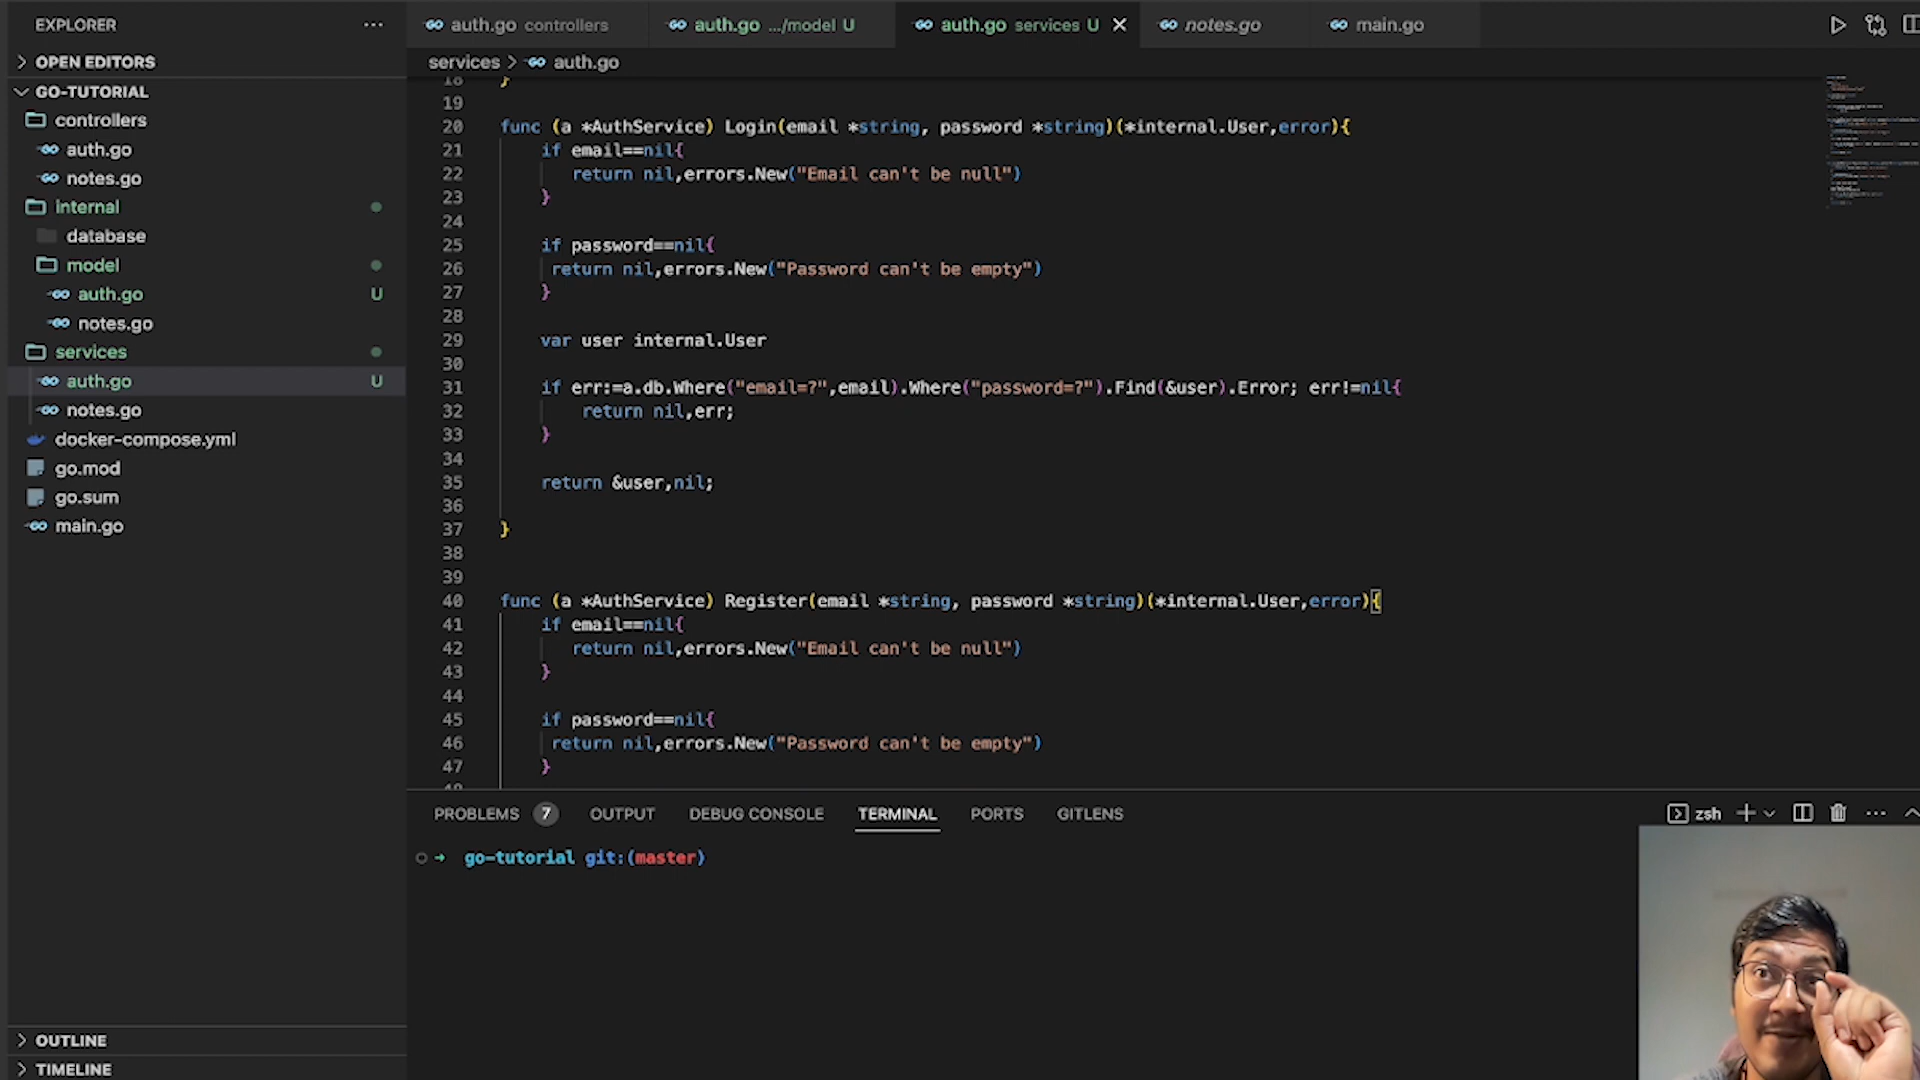 EXPLORER
OPEN EDITORS
GO-TUTORIAL
controllers
auth.go
notes.go
internal
database
model
auth.go U
notes.go
services
auth.go U
notes.go
docker-compose.yml
go.mod
go.sum
main.go
OUTLINE
TIMELINE
auth.go controllers
auth.go .../model U
auth.go services U
notes.go
main.go
services > auth.go
18 }
19
20 func (a *AuthService) Login(email *string, password *string)(*internal.User,error){
21 if email==nil{
22 return nil,errors.New("Email can't be null")
23 }
24
25 if password==nil{
26 return nil,errors.New("Password can't be empty")
27 }
28
29 var user internal.User
30
31 if err:=a.db.Where("email=?",email).Where("password=?").Find(&user).Error; err!=nil{
32 return nil,err;
33 }
34
35 return &user,nil;
36
37 }
38
39
40 func (a *AuthService) Register(email *string, password *string)(*internal.User,error){
41 if email==nil{
42 return nil,errors.New("Email can't be null")
43 }
44
45 if password==nil{
46 return nil,errors.New("Password can't be empty")
47 }
48
PROBLEMS 7 OUTPUT DEBUG CONSOLE TERMINAL PORTS GITLENS
zsh
go-tutorial git:(master)